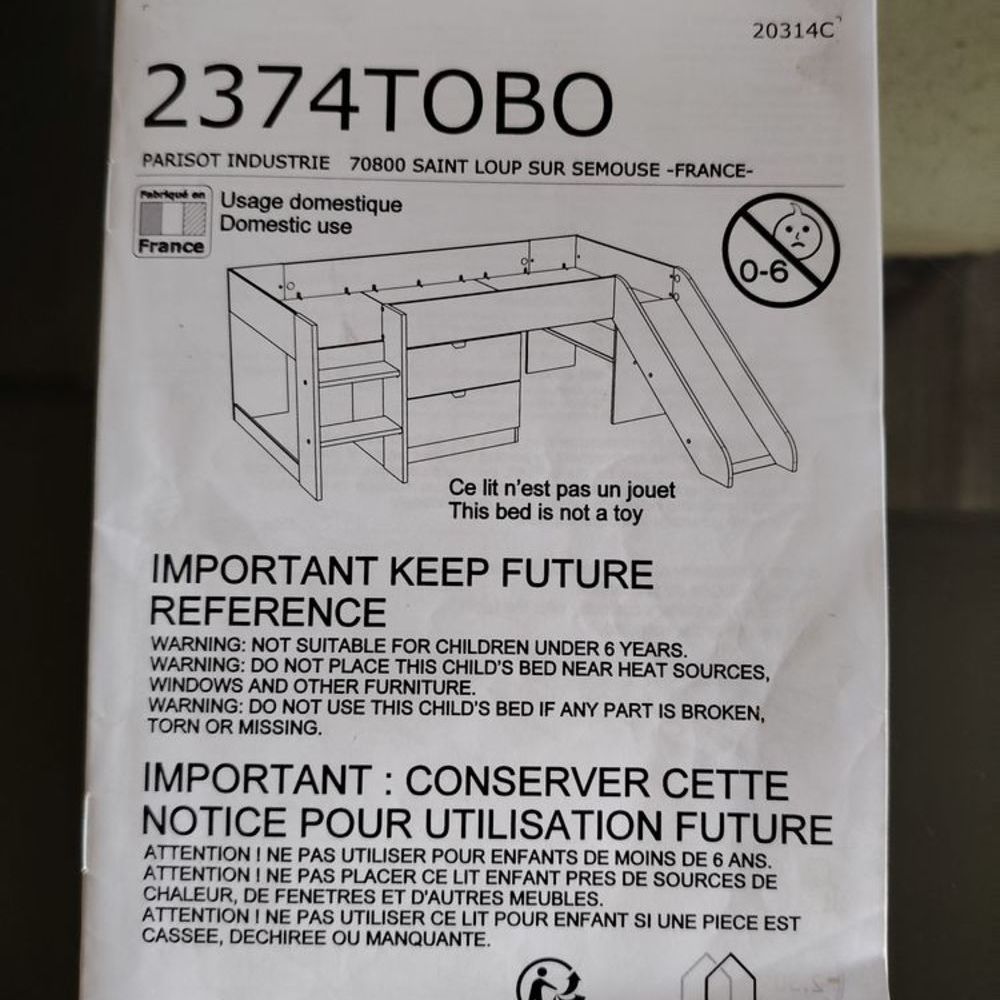 20314C
2374TOBO
PARISOT INDUSTRIE 70800 SAINT LOUP SUR SEMOUSE -FRANCE-
Fabriqué en
France
Usage domestique
Domestic use
0-6
Ce lit n'est pas un jouet
This bed is not a toy
IMPORTANT KEEP FUTURE
REFERENCE
WARNING: NOT SUITABLE FOR CHILDREN UNDER 6 YEARS.
WARNING: DO NOT PLACE THIS CHILD'S BED NEAR HEAT SOURCES,
WINDOWS AND OTHER FURNITURE.
WARNING: DO NOT USE THIS CHILD'S BED IF ANY PART IS BROKEN,
TORN OR MISSING.
IMPORTANT : CONSERVER CETTE
NOTICE POUR UTILISATION FUTURE
ATTENTION ! NE PAS UTILISER POUR ENFANTS DE MOINS DE 6 ANS.
ATTENTION ! NE PAS PLACER CE LIT ENFANT PRES DE SOURCES DE
CHALEUR, DE FENETRES ET D'AUTRES MEUBLES.
ATTENTION ! NE PAS UTILISER CE LIT POUR ENFANT SI UNE PIECE EST
CASSEE, DECHIREE OU MANQUANTE.